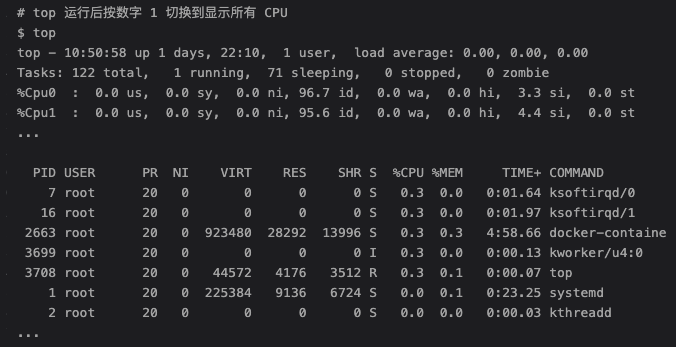 # top 运行后按数字 1 切换到显示所有 CPU
$ top
top - 10:50:58 up 1 days, 22:10,  1 user,  load average: 0.00, 0.00, 0.00
Tasks: 122 total,   1 running,  71 sleeping,   0 stopped,   0 zombie
%Cpu0  :  0.0 us,  0.0 sy,  0.0 ni, 96.7 id,  0.0 wa,  0.0 hi,  3.3 si,  0.0 st
%Cpu1  :  0.0 us,  0.0 sy,  0.0 ni, 95.6 id,  0.0 wa,  0.0 hi,  4.4 si,  0.0 st
...
  PID USER      PR  NI    VIRT    RES    SHR S  %CPU %MEM     TIME+ COMMAND
    7 root      20   0       0      0      0 S   0.3  0.0   0:01.64 ksoftirqd/0
   16 root      20   0       0      0      0 S   0.3  0.0   0:01.97 ksoftirqd/1
 2663 root      20   0  923480  28292  13996 S   0.3  0.3   4:58.66 docker-containe
 3699 root      20   0       0      0      0 I   0.3  0.0   0:00.13 kworker/u4:0
 3708 root      20   0   44572   4176   3512 R   0.3  0.1   0:00.07 top
    1 root      20   0  225384   9136   6724 S   0.0  0.1   0:23.25 systemd
    2 root      20   0       0      0      0 S   0.0  0.0   0:00.03 kthreadd
...